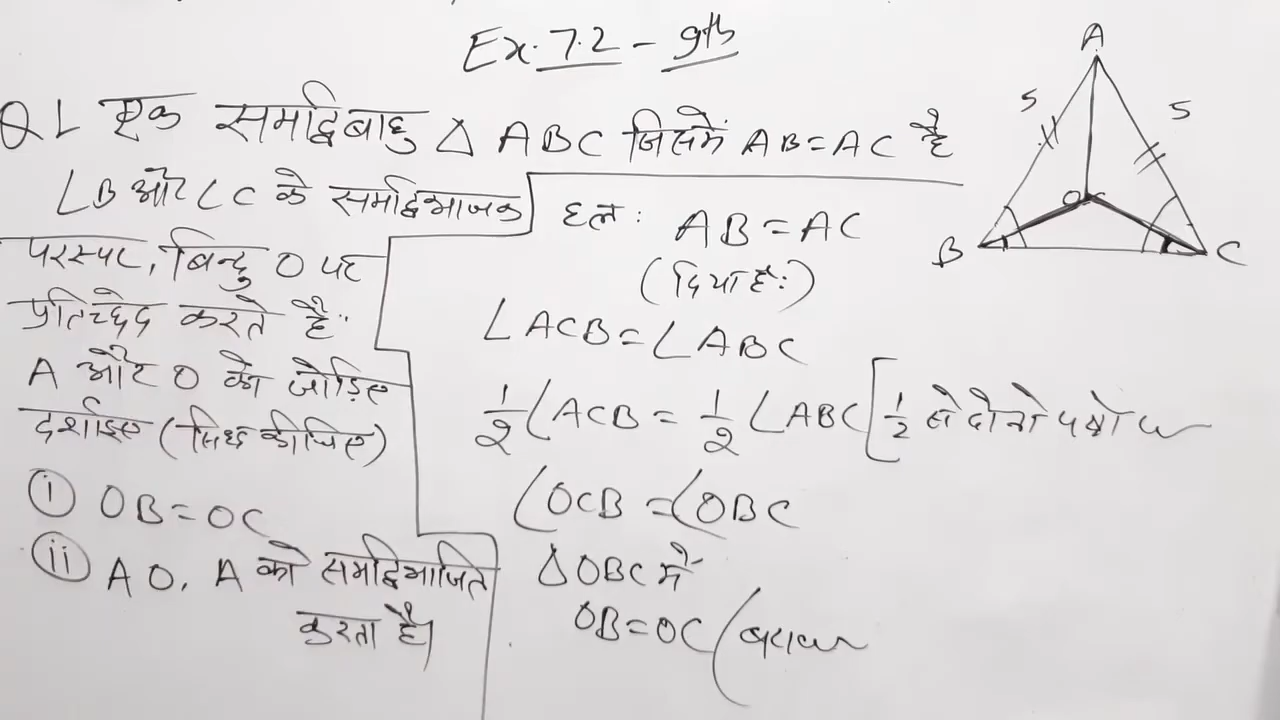 Ex. 7.2 - 9th
Q1. एक समद्विबाहु △ ABC जिसमें AB = AC है
∠B और ∠C के समद्विभाजक
परस्पर, बिन्दु O पर
प्रतिच्छेद करते है:
A और O को जोड़िए
दर्शाइए (सिध्द कीजिए)
(i) OB = OC
(ii) AO, A को समद्विभाजित
करता है।
हल: AB = AC
(दिया है:)
∠ACB = ∠ABC
1/2 ∠ACB = 1/2 ∠ABC [1/2 से दोनो पक्षो
∠OCB = ∠OBC
△ OBC में
OB = OC (बराबर
A
5
5
O
B
C